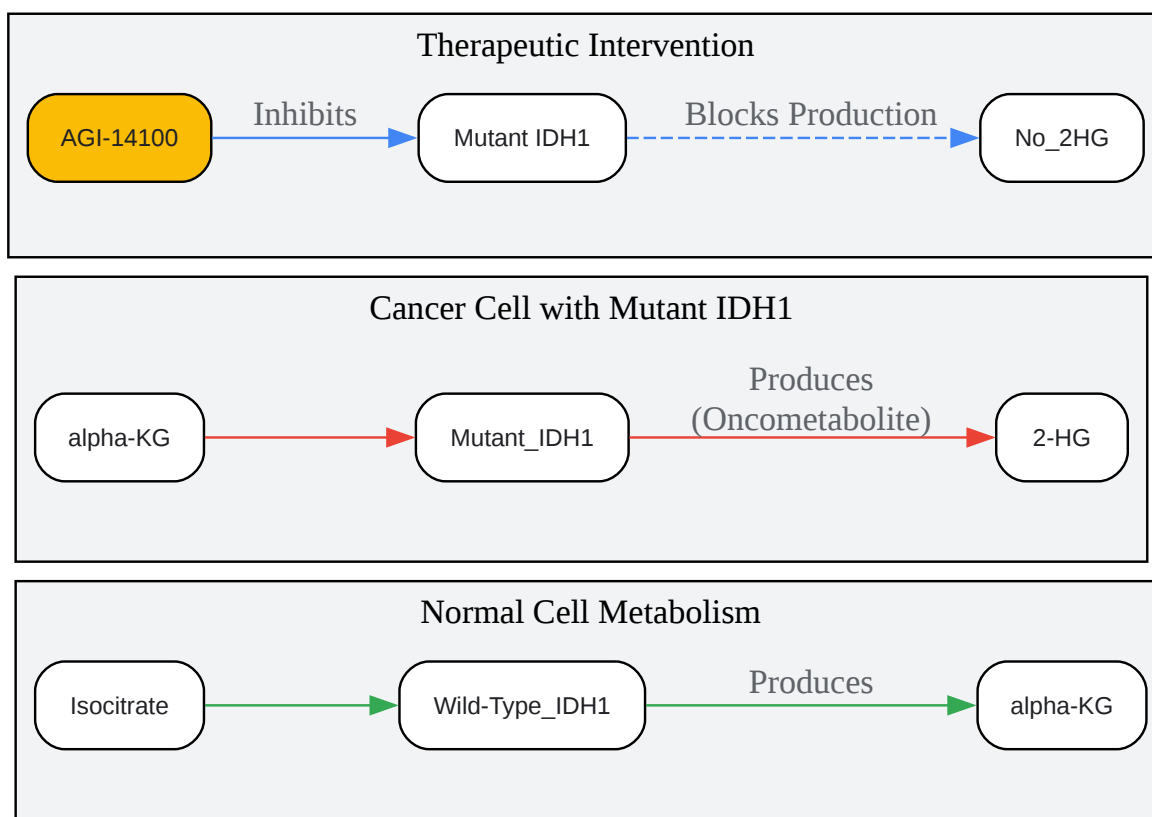 Therapeutic Intervention
AGI-14100
Inhibits
Mutant IDH1
Blocks Production
No_2HG
Cancer Cell with Mutant IDH1
alpha-KG
Mutant_IDH1
Produces
(Oncometabolite)
2-HG
Normal Cell Metabolism
Isocitrate
Wild-Type_IDH1
Produces
alpha-KG